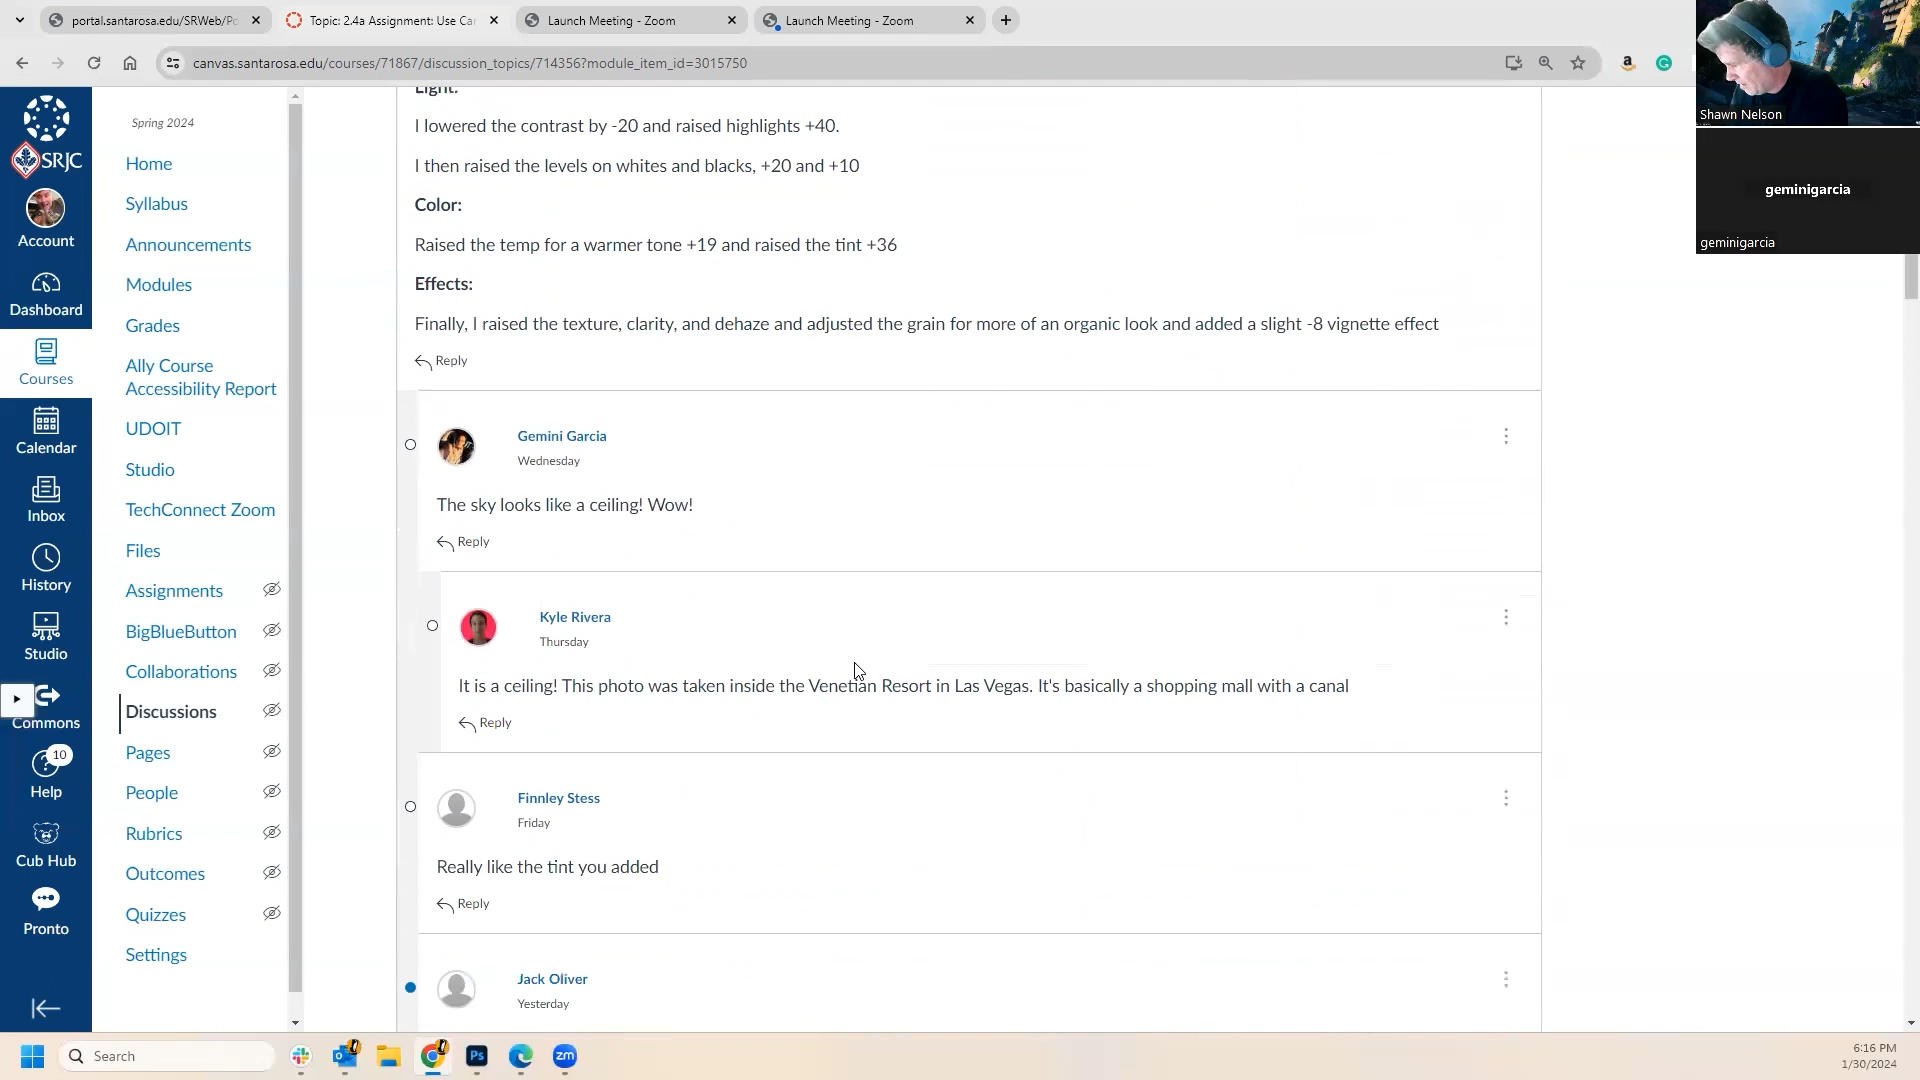 portal.santarosa.edu/SRWeb/Po
Topic: 2.4a Assignment: Use Car
Launch Meeting - Zoom
Launch Meeting - Zoom
canvas.santarosa.edu/courses/71867/discussion_topics/714356?module_item_id=3015750
Shawn Nelson
geminigarcia
geminigarcia
SRJC
Account
Dashboard
Courses
Calendar
Inbox
History
Studio
Commons
10
Help
Cub Hub
Pronto
Spring 2024
Home
Syllabus
Announcements
Modules
Grades
Ally Course
Accessibility Report
UDOIT
Studio
TechConnect Zoom
Files
Assignments
BigBlueButton
Collaborations
Discussions
Pages
People
Rubrics
Outcomes
Quizzes
Settings
Light:
I lowered the contrast by -20 and raised highlights +40.
I then raised the levels on whites and blacks, +20 and +10
Color:
Raised the temp for a warmer tone +19 and raised the tint +36
Effects:
Finally, I raised the texture, clarity, and dehaze and adjusted the grain for more of an organic look and added a slight -8 vignette effect
Reply
Gemini Garcia
Wednesday
The sky looks like a ceiling! Wow!
Reply
Kyle Rivera
Thursday
It is a ceiling! This photo was taken inside the Venetian Resort in Las Vegas. It's basically a shopping mall with a canal
Reply
Finnley Stess
Friday
Really like the tint you added
Reply
Jack Oliver
Yesterday
Search
Ps
zm
6:16 PM
1/30/2024